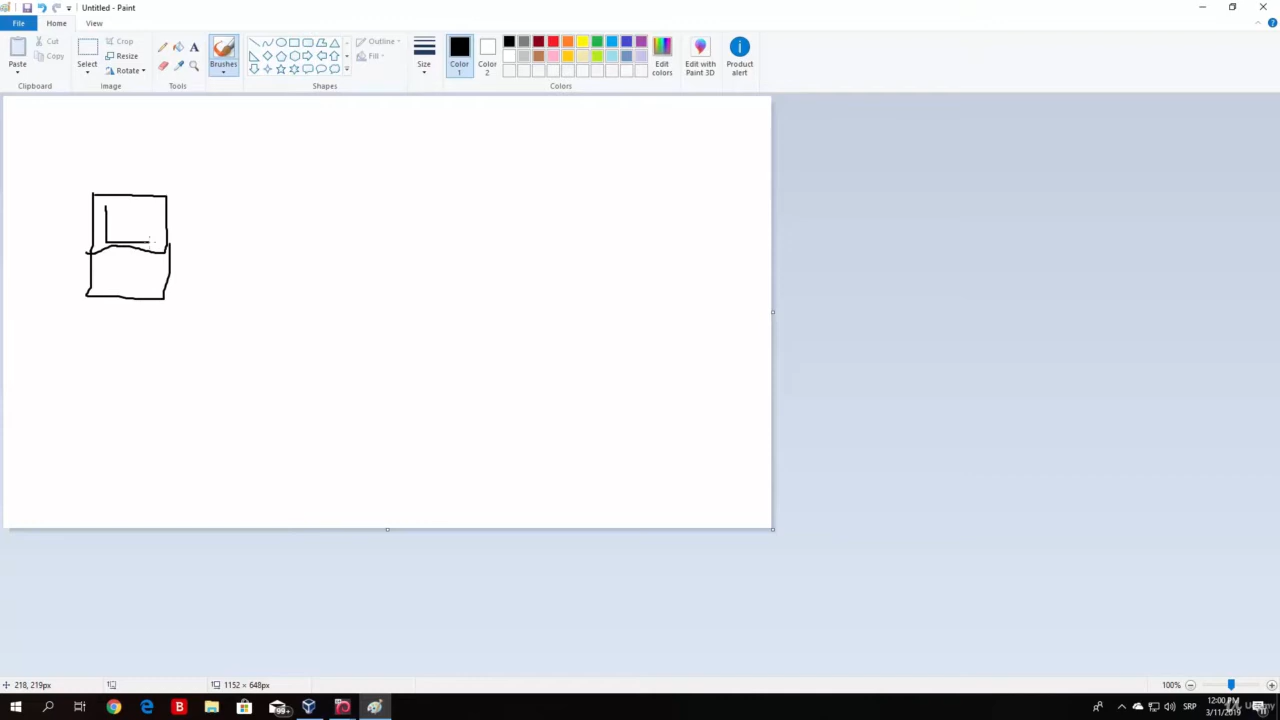 Untitled - Paint
File
Home
View
Paste
Cut
Copy
Clipboard
Select
Crop
Resize
Rotate
Image
A
Tools
Brushes
Outline
Fill
Shapes
Size
Color 1
Color 2
Edit colors
Colors
Edit with Paint 3D
Product alert
218, 219px
1152 × 648px
100%
B
99+
SRP
12:00 PM
3/11/2019
Udemy